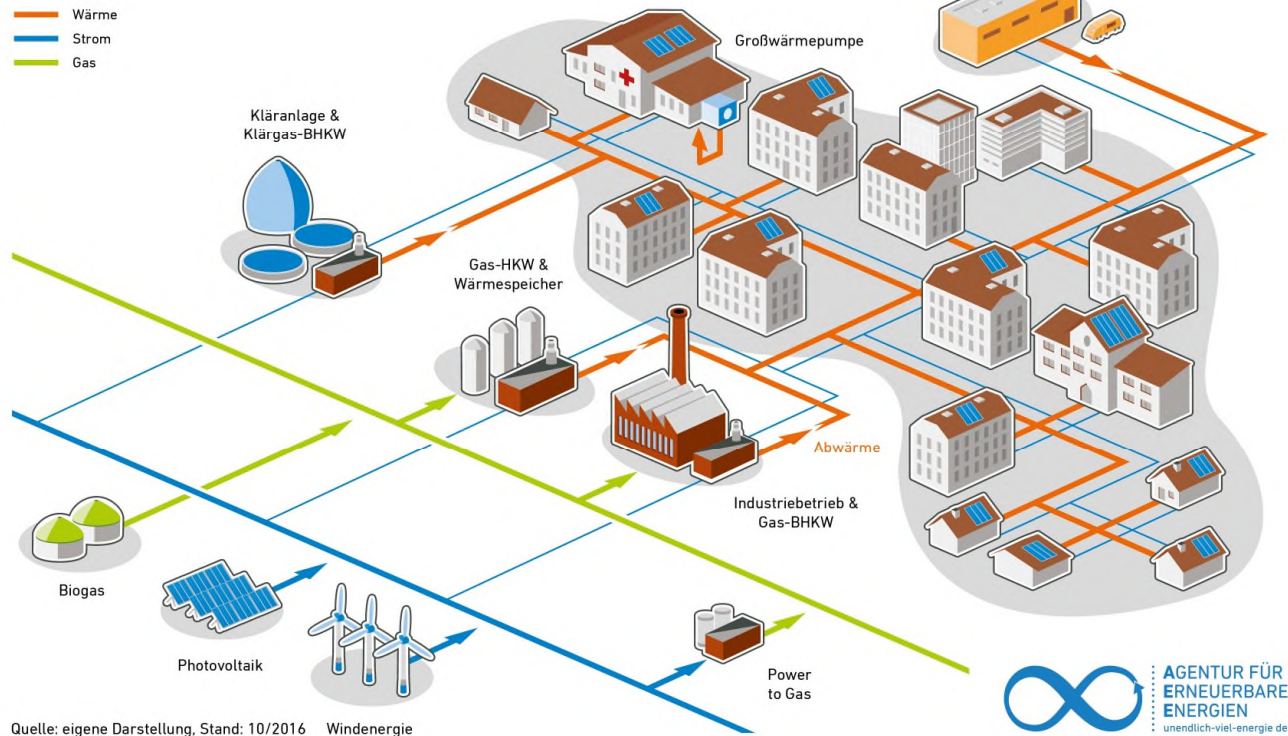 Wärme
Strom
Gas
Großwärmepumpe
Kläranlage &
Klärgas-BHKW
Gas-HKW &
Wärmespeicher
Abwärme
Industriebetrieb &
Gas-BHKW
Biogas
Photovoltaik
Power
to Gas
Windenergie
Quelle: eigene Darstellung, Stand: 10/2016
AGENTUR FÜR
ERNEUERBARE
ENERGIEN
unendlich-viel-energie.de